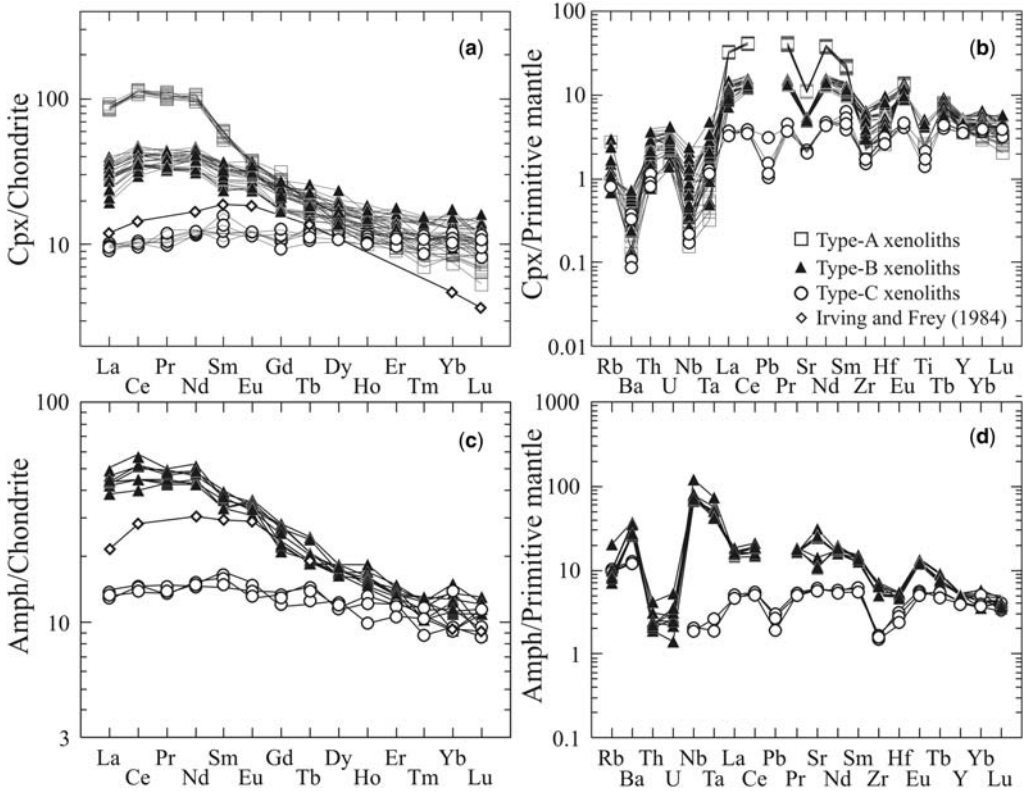 (a)
Cpx/Chondrite
100
10
La Pr Sm Gd Dy Er Yb
Ce Nd Eu Tb Ho Tm Lu
(b)
Cpx/Primitive mantle
100
10
1
0.1
0.01
Type-A xenoliths
Type-B xenoliths
Type-C xenoliths
Irving and Frey (1984)
Rb Th Nb La Pb Sr Sm Hf Ti Y Lu
Ba U Ta Ce Pr Nd Zr Eu Tb Yb
(c)
Amph/Chondrite
100
10
3
La Pr Sm Gd Dy Er Yb
Ce Nd Eu Tb Ho Tm Lu
(d)
Amph/Primitive mantle
1000
100
10
1
0.1
Rb Th Nb La Pb Sr Sm Hf Tb Yb
Ba U Ta Ce Pr Nd Zr Eu Y Lu